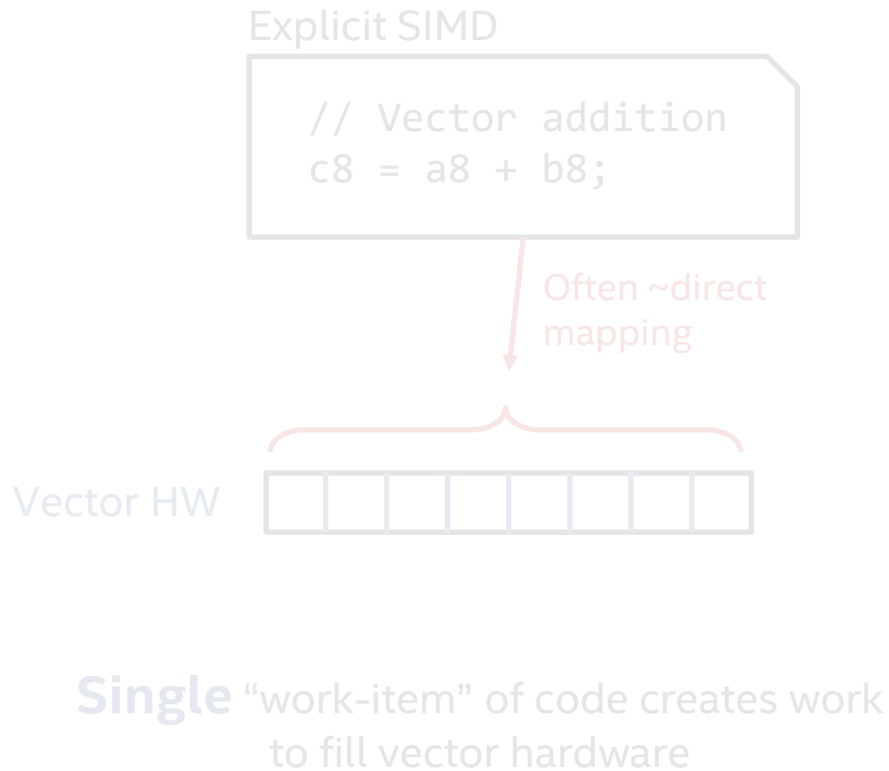 Explicit SIMD
// Vector addition
c8 = a8 + b8;
Often ~direct
mapping
Vector HW
Single “work-item” of code creates work
to fill vector hardware